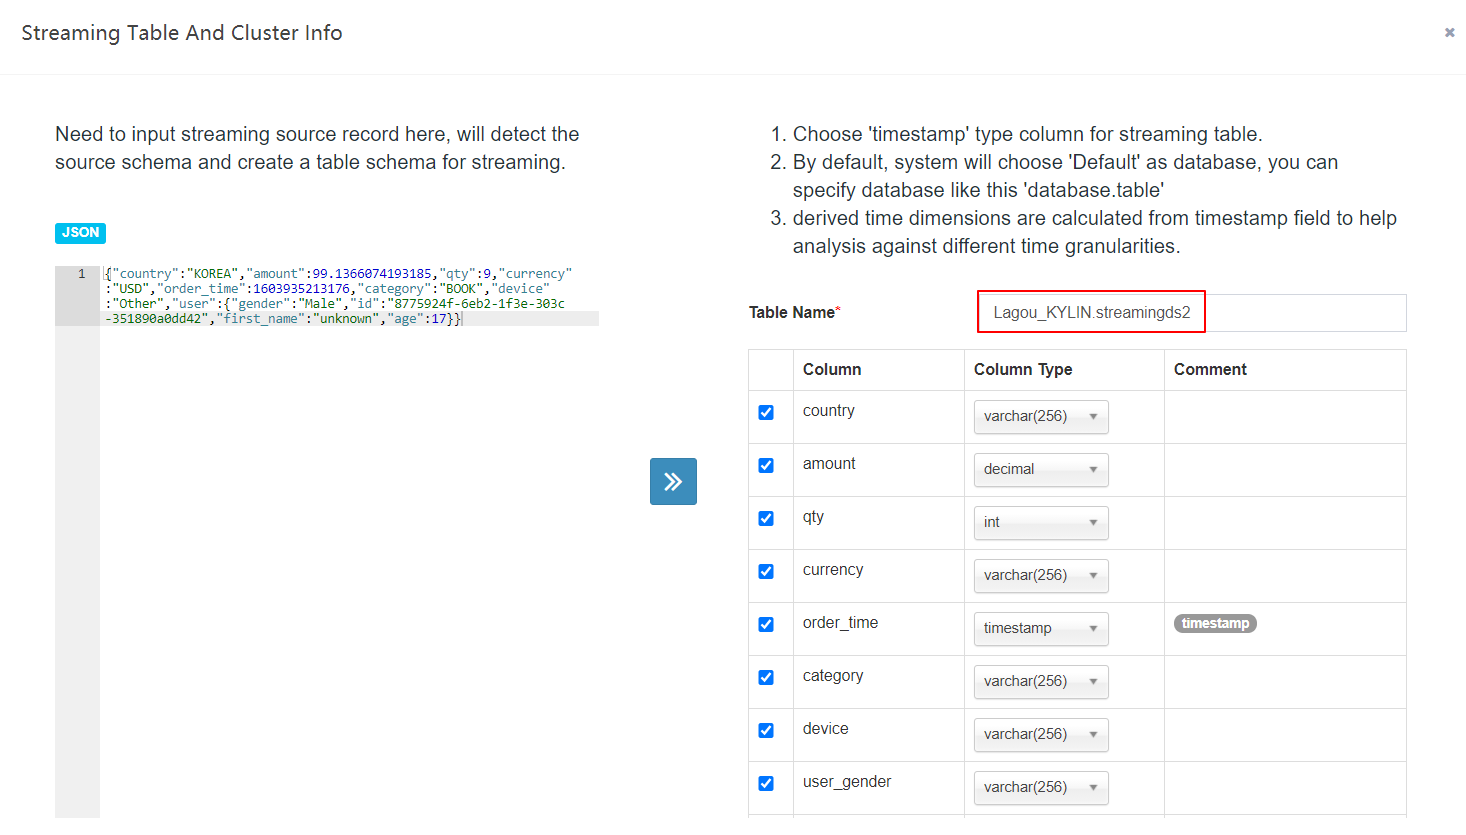 Streaming Table And Cluster Info
×
Need to input streaming source record here, will detect the
source schema and create a table schema for streaming.
JSON
1 {"country":"KOREA","amount":99.1366074193185,"qty":9,"currency"
:"USD","order_time":1603935213176,"category":"BOOK","device"
:"Other","user":{"gender":"Male","id":"8775924f-6eb2-1f3e-303c
-351890a0dd42","first_name":"unknown","age":17}}
1. Choose 'timestamp' type column for streaming table.
2. By default, system will choose 'Default' as database, you can
specify database like this 'database.table'
3. derived time dimensions are calculated from timestamp field to help
analysis against different time granularities.
Table Name* Lagou_KYLIN.streamingds2
Column Column Type Comment
country varchar(256)
amount decimal
qty int
currency varchar(256)
order_time timestamp timestamp
category varchar(256)
device varchar(256)
user_gender varchar(256)